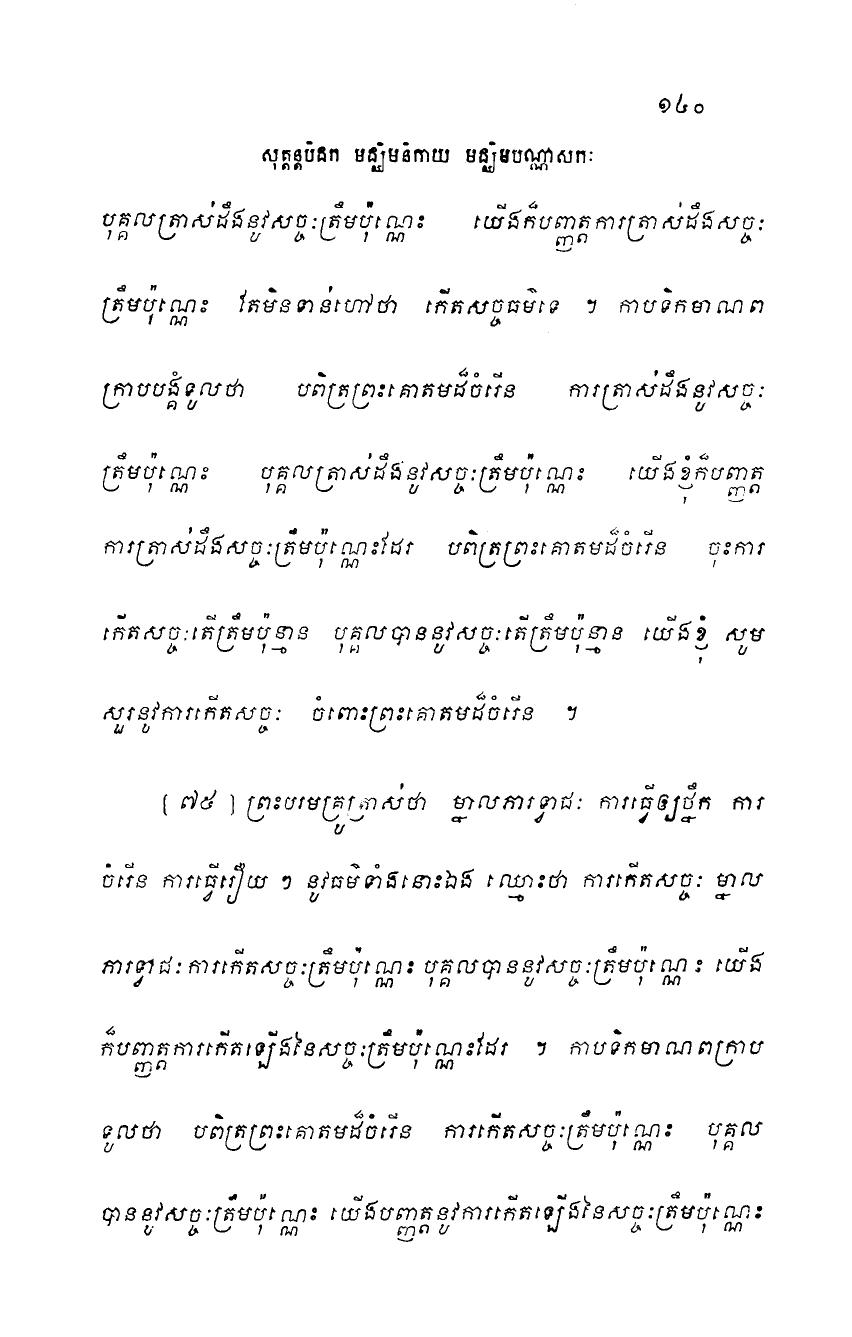 ១៤០
សុត្តន្តបិដក មជ្ឈិមនិកាយ មជ្ឈិមបណ្ណាសកៈ
បុគ្គលត្រាស់ដឹងនូវសច្ចៈត្រឹមប៉ុណ្ណេះ យើងក៏បញ្ញត្តការត្រាស់ដឹងសច្ចៈ
ត្រឹមប៉ុណ្ណេះ តែមិនទាន់ហៅថា កើតសច្ចធម៌ទេ ។ កាបទិកមាណព
ក្រាបបង្គំទូលថា បពិត្រព្រះគោតមដ៏ចំរើន ការត្រាស់ដឹងនូវសច្ចៈ
ត្រឹមប៉ុណ្ណេះ បុគ្គលត្រាស់ដឹងនូវសច្ចៈត្រឹមប៉ុណ្ណេះ យើងខ្ញុំក៏បញ្ញត្ត
ការត្រាស់ដឹងសច្ចៈត្រឹមប៉ុណ្ណេះដែរ បពិត្រព្រះគោតមដ៏ចំរើន ចុះការ
កើតសច្ចៈតើត្រឹមប៉ុន្មាន បុគ្គលបាននូវសច្ចៈតើត្រឹមប៉ុន្មាន យើងខ្ញុំ សូម
សួរនូវការកើតសច្ចៈ ចំពោះព្រះគោតមដ៏ចំរើន ។
[ ៧៥ ] ព្រះបរមគ្រូត្រាស់ថា ម្នាលភារទ្វាជៈ ការធ្វើឲ្យថ្នឹក ការ
ចំរើន ការធ្វើរឿយ ៗ នូវធម៌ទាំងនោះឯង ឈ្មោះថា ការកើតសច្ចៈ ម្នាល
ភារទ្វាជៈ ការកើតសច្ចៈត្រឹមប៉ុណ្ណេះ បុគ្គលបាននូវសច្ចៈត្រឹមប៉ុណ្ណេះ យើង
ក៏បញ្ញត្តការកើតឡើងនៃសច្ចៈត្រឹមប៉ុណ្ណេះដែរ ។ កាបទិកមាណពក្រាប
ទូលថា បពិត្រព្រះគោតមដ៏ចំរើន ការកើតសច្ចៈត្រឹមប៉ុណ្ណេះ បុគ្គល
បាននូវសច្ចៈត្រឹមប៉ុណ្ណេះ យើងបញ្ញត្តនូវការកើតឡើងនៃសច្ចៈត្រឹមប៉ុណ្ណេះ